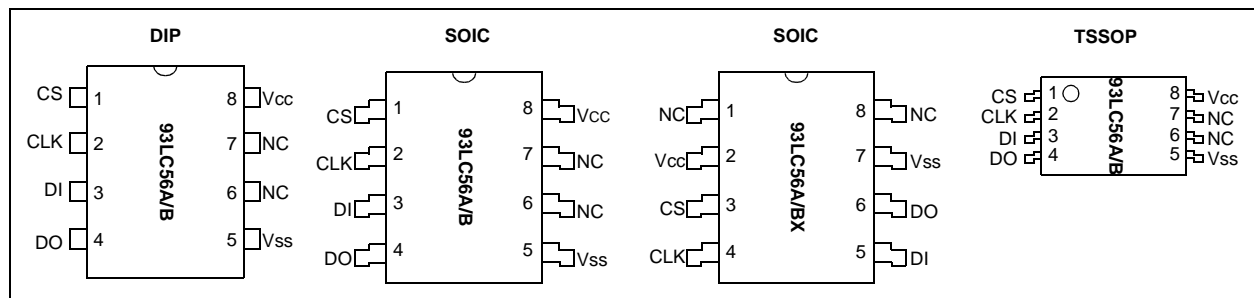 DIP
CS 1 8 Vcc
CLK 2 7 NC
DI 3 6 NC
DO 4 5 Vss
93LC56A/B
SOIC
CS 1 8 Vcc
CLK 2 7 NC
DI 3 6 NC
DO 4 5 Vss
93LC56A/B
SOIC
NC 1 8 NC
Vcc 2 7 Vss
CS 3 6 DO
CLK 4 5 DI
93LC56A/BX
TSSOP
CS 1 8 Vcc
CLK 2 7 NC
DI 3 6 NC
DO 4 5 Vss
93LC56A/B